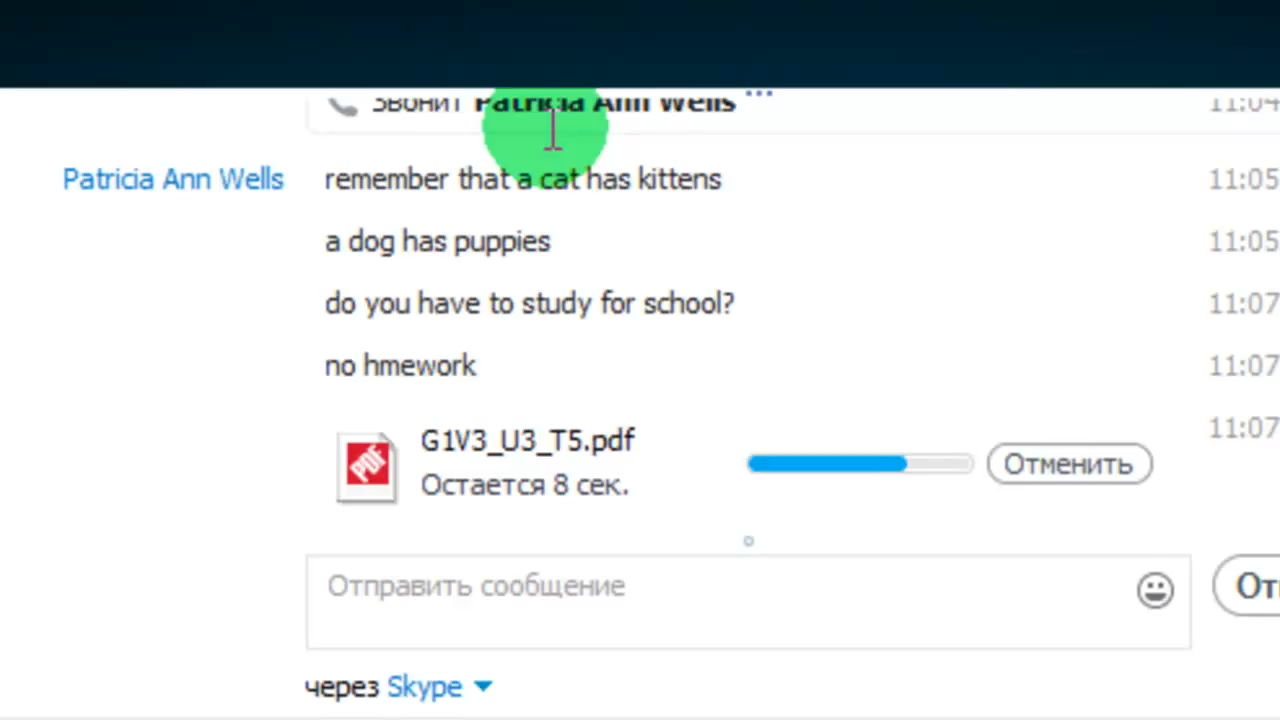 Звонит Patricia Ann Wells ... 11:04
Patricia Ann Wells remember that a cat has kittens 11:05
a dog has puppies 11:05
do you have to study for school? 11:07
no hmework 11:07
G1V3_U3_T5.pdf 11:07
Остается 8 сек. Отменить
Отправить сообщение
через Skype